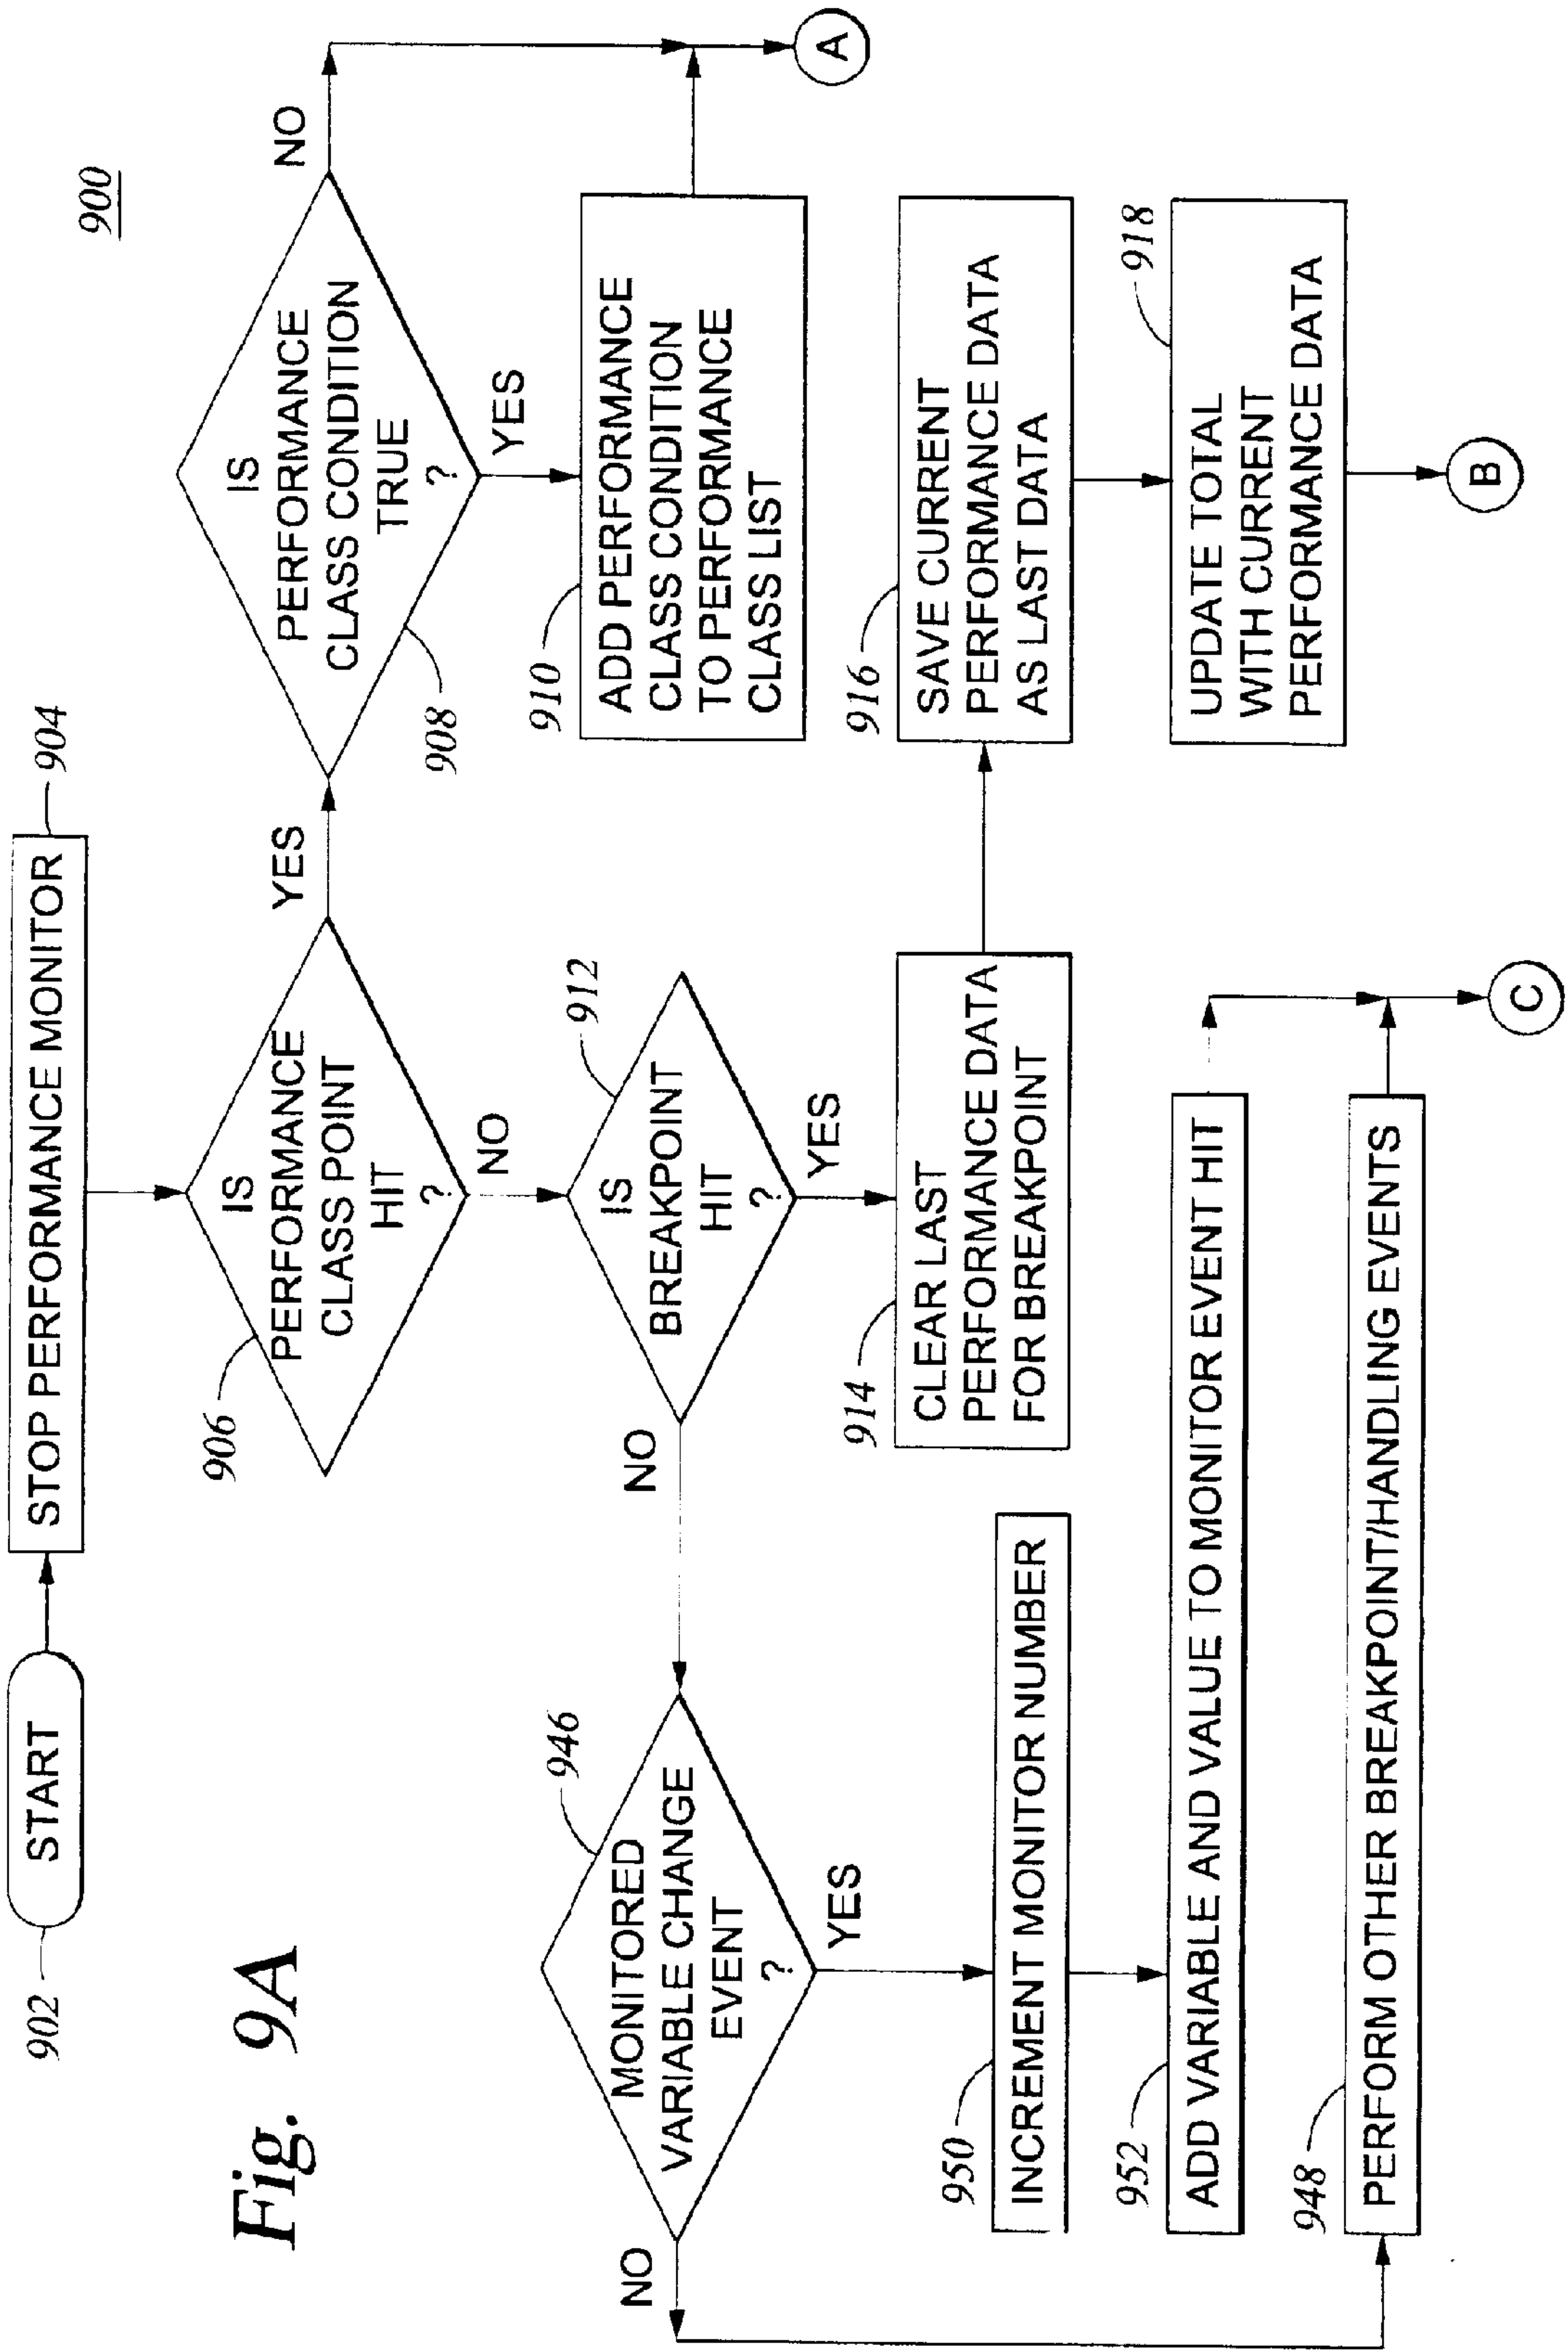 Fig. 9A
900
902
START
STOP PERFORMANCE MONITOR
904
906
IS
PERFORMANCE
CLASS POINT
HIT
?
YES
NO
IS
PERFORMANCE
CLASS CONDITION
TRUE
?
908
NO
YES
910
ADD PERFORMANCE
CLASS CONDITION
TO PERFORMANCE
CLASS LIST
A
912
IS
BREAKPOINT
HIT
?
NO
YES
914
CLEAR LAST
PERFORMANCE DATA
FOR BREAKPOINT
916
SAVE CURRENT
PERFORMANCE DATA
AS LAST DATA
918
UPDATE TOTAL
WITH CURRENT
PERFORMANCE DATA
B
946
MONITORED
VARIABLE CHANGE
EVENT
?
NO
YES
950
INCREMENT MONITOR NUMBER
952
ADD VARIABLE AND VALUE TO MONITOR EVENT HIT
948
PERFORM OTHER BREAKPOINT/HANDLING EVENTS
C